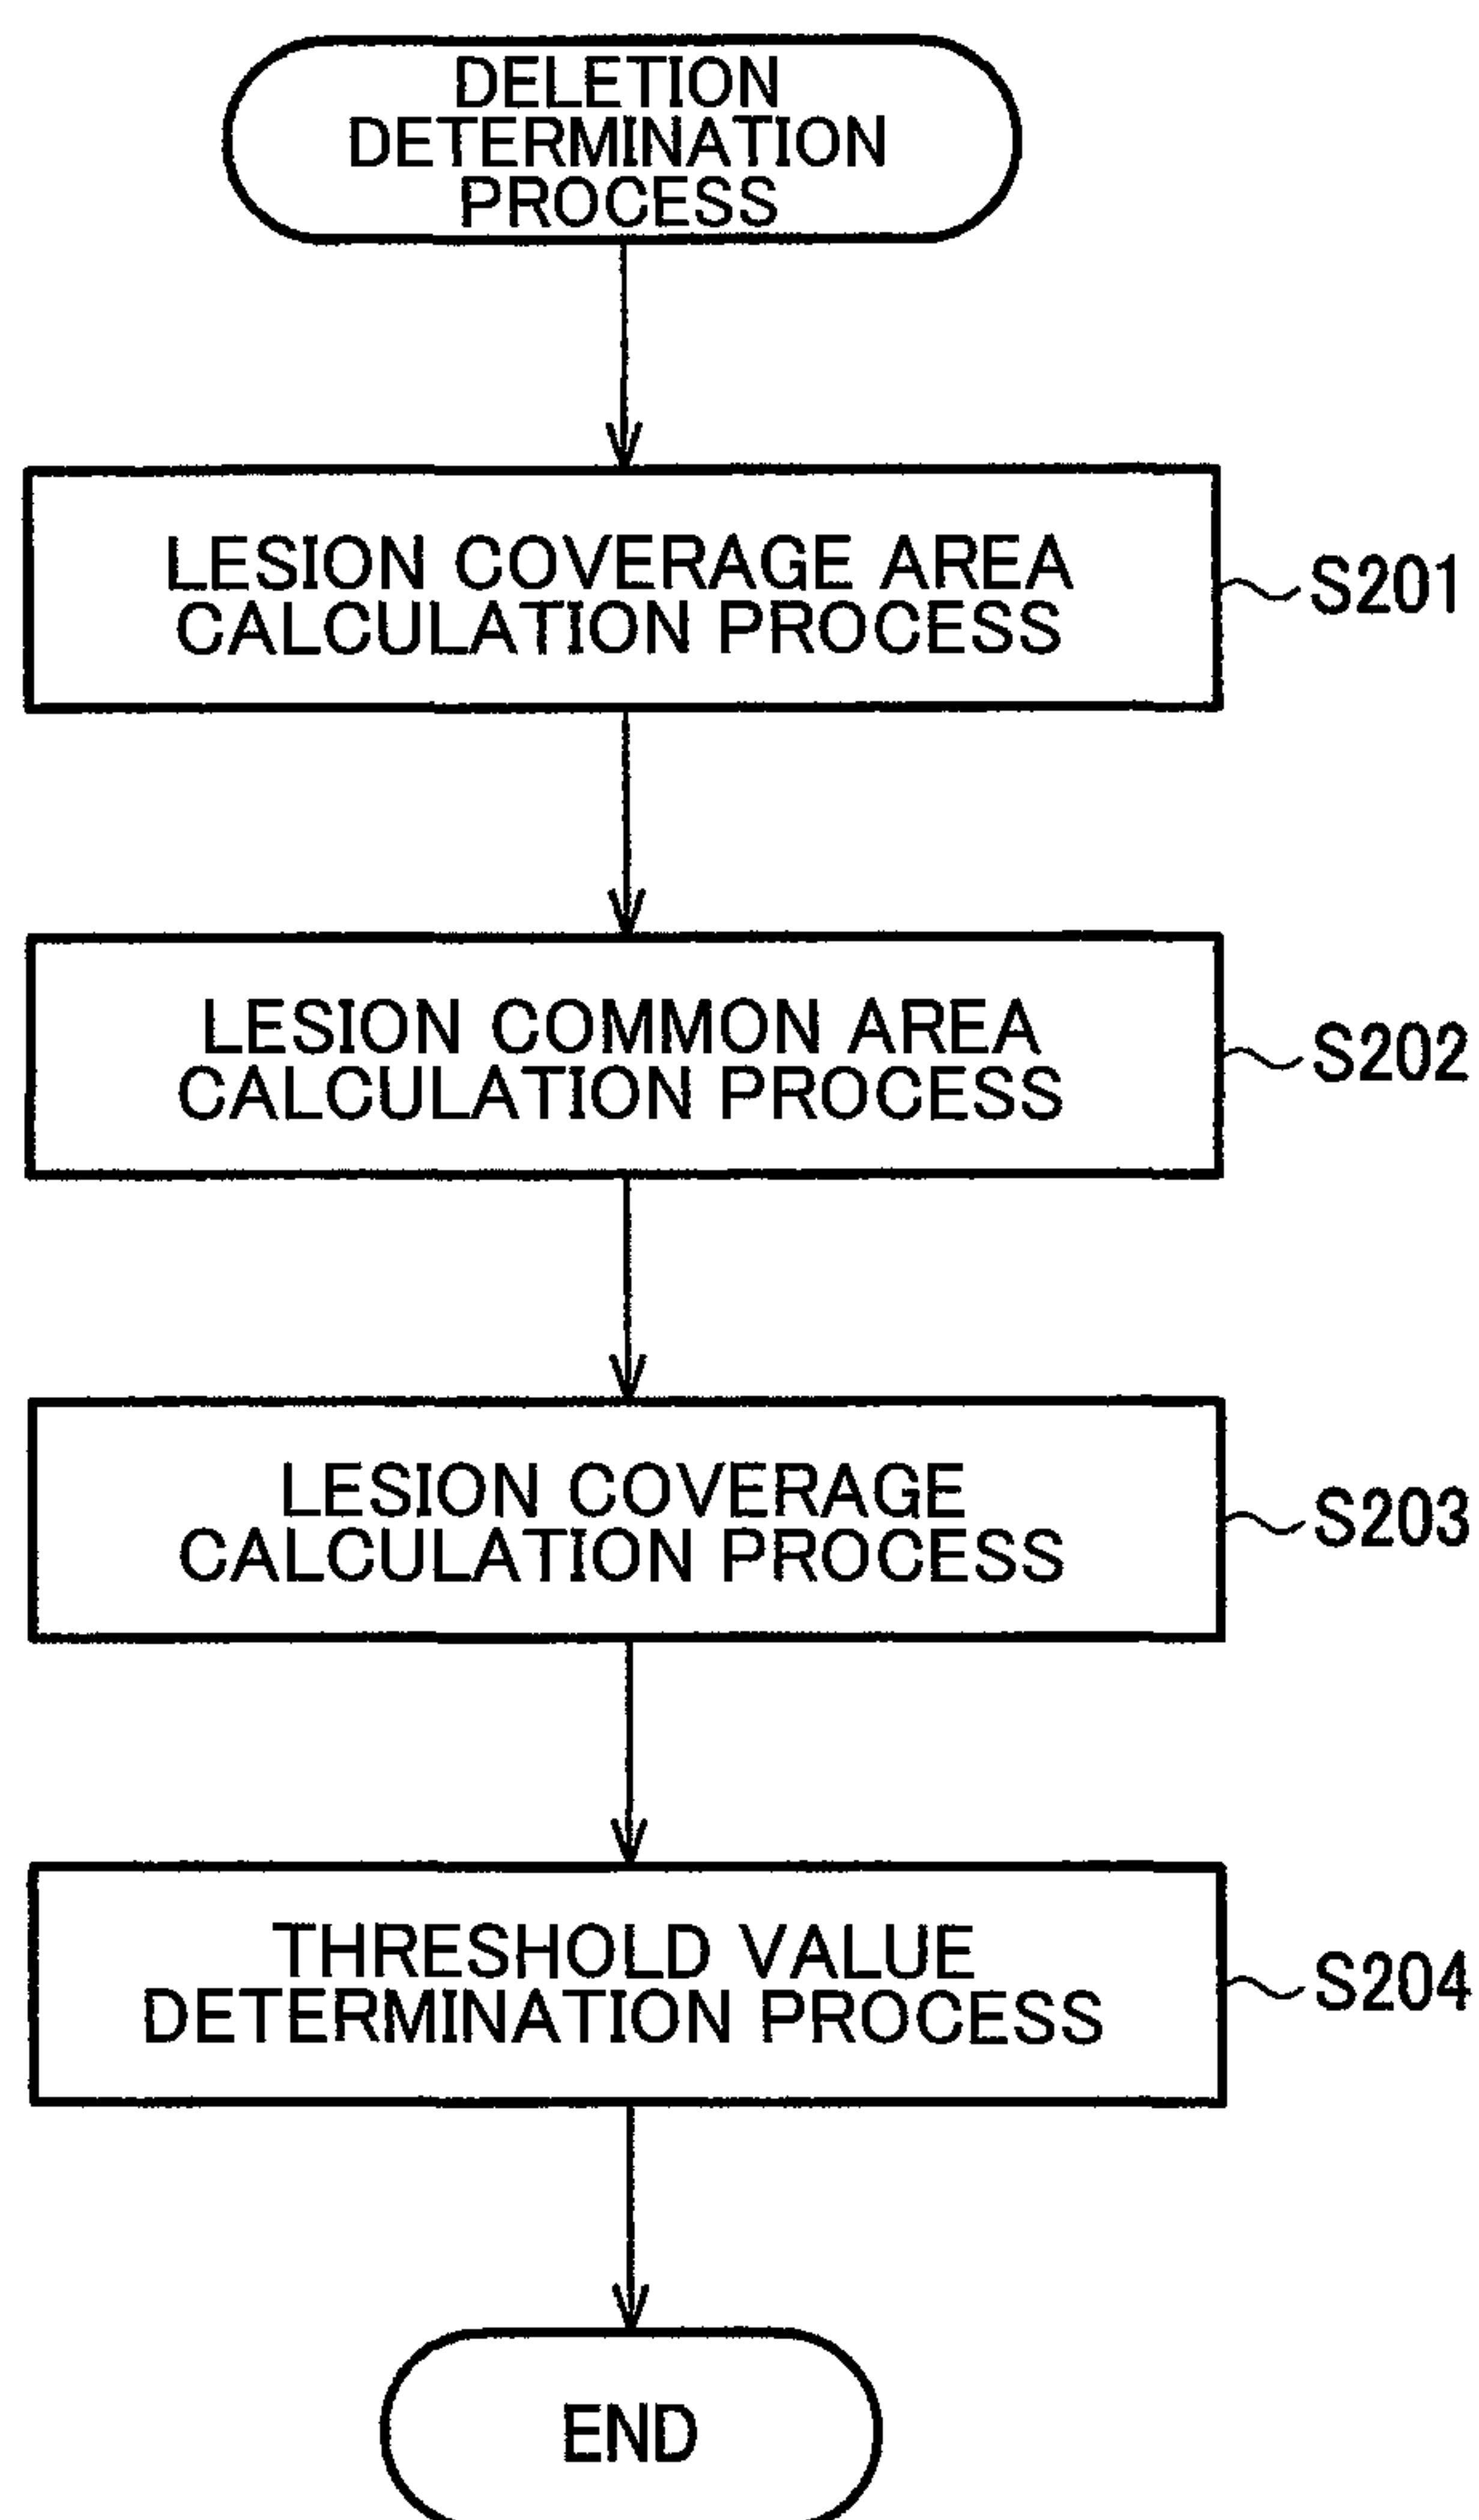 DELETION
DETERMINATION
PROCESS
LESION COVERAGE AREA
CALCULATION PROCESS
S201
LESION COMMON AREA
CALCULATION PROCESS
S202
LESION COVERAGE
CALCULATION PROCESS
S203
THRESHOLD VALUE
DETERMINATION PROCESS
S204
END